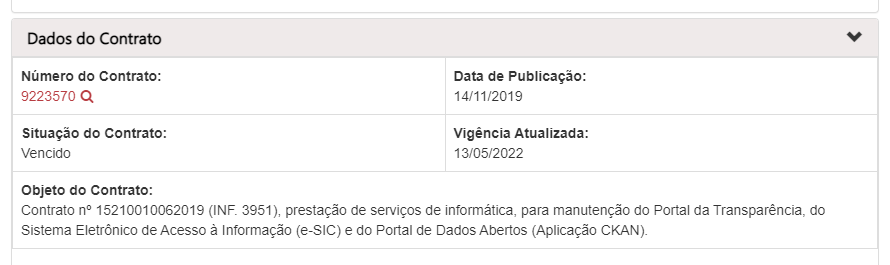 Dados do Contrato
Número do Contrato:
9223570
Data de Publicação:
14/11/2019
Situação do Contrato:
Vencido
Vigência Atualizada:
13/05/2022
Objeto do Contrato:
Contrato nº 15210010062019 (INF. 3951), prestação de serviços de informática, para manutenção do Portal da Transparência, do
Sistema Eletrônico de Acesso à Informação (e-SIC) e do Portal de Dados Abertos (Aplicação CKAN).